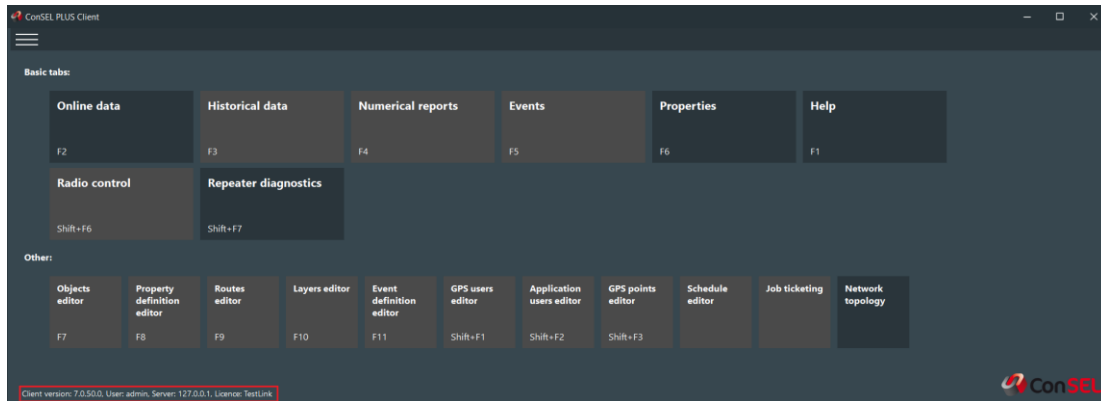 ConSEL PLUS Client
Basic tabs:
Online data
F2
Historical data
F3
Numerical reports
F4
Events
F5
Properties
F6
Help
F1
Radio control
Shift+F6
Repeater diagnostics
Shift+F7
Other:
Objects
editor
F7
Property
definition
editor
F8
Routes
editor
F9
Layers editor
F10
Event
definition
editor
F11
GPS users
editor
Shift+F1
Application
users editor
Shift+F2
GPS points
editor
Shift+F3
Schedule
editor
Job ticketing
Network
topology
Client version: 7.0.50.0, User: admin, Server: 127.0.0.1, Licence: TestLink
ConSEL